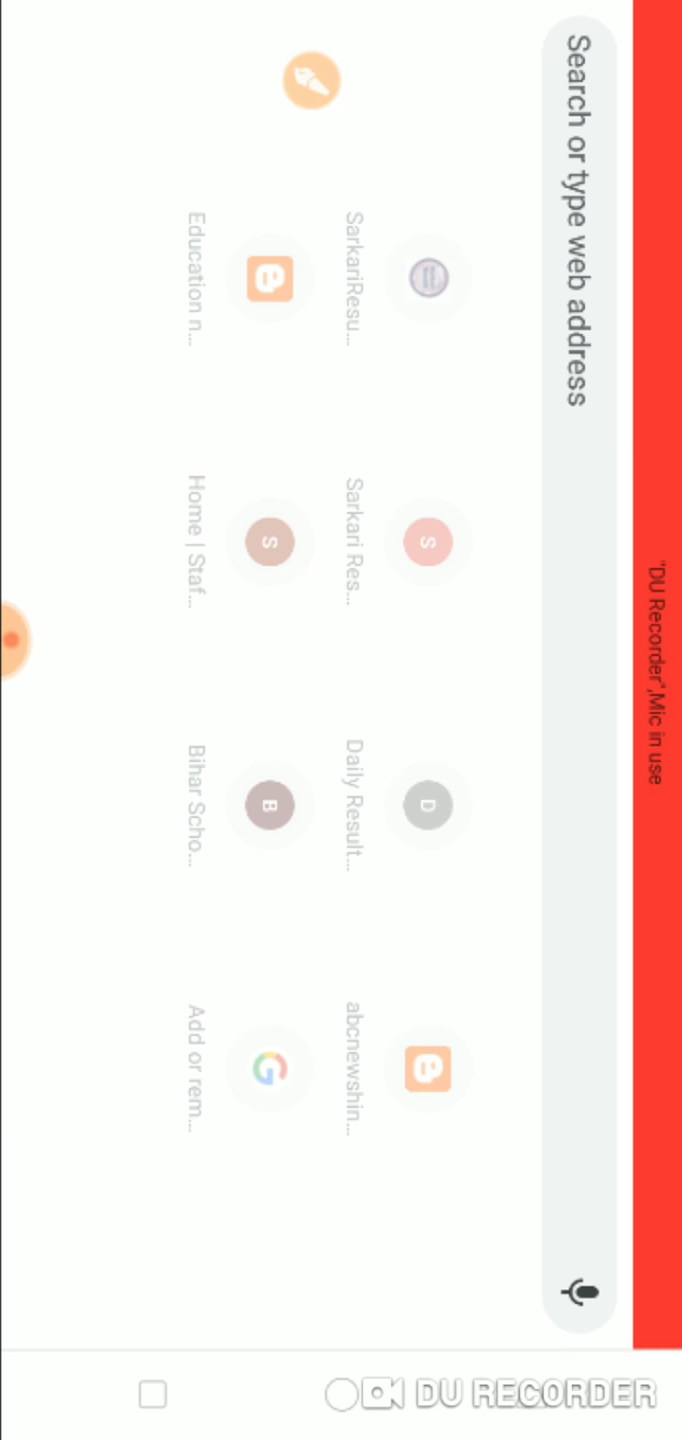 "DU Recorder",Mic in use
Search or type web address
SarkariResu...
Sarkari Res...
Daily Result...
abcnewshin...
Education n...
Home | Staf...
Bihar Scho...
Add or rem...
S
D
S
B
DU RECORDER